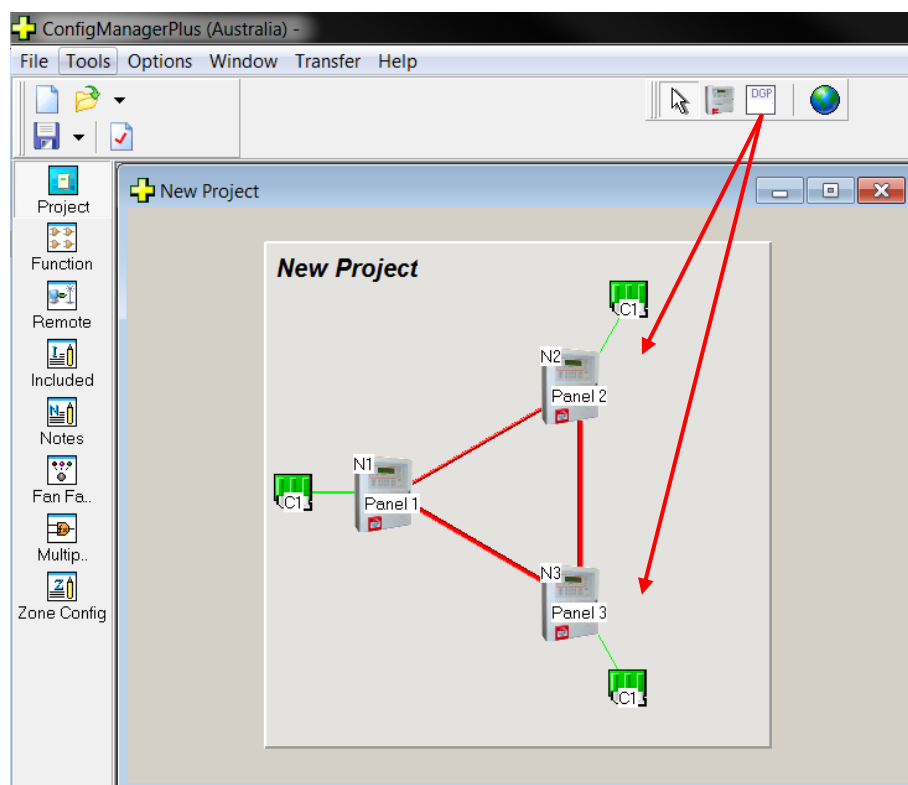 ConfigManagerPlus (Australia) -
File Tools Options Window Transfer Help
DGP
Project
New Project
Function
Remote
Included
Notes
Fan Fa..
Multip..
Zone Config
New Project
C1
N2
Panel 2
N1
C1
Panel 1
N3
Panel 3
C1